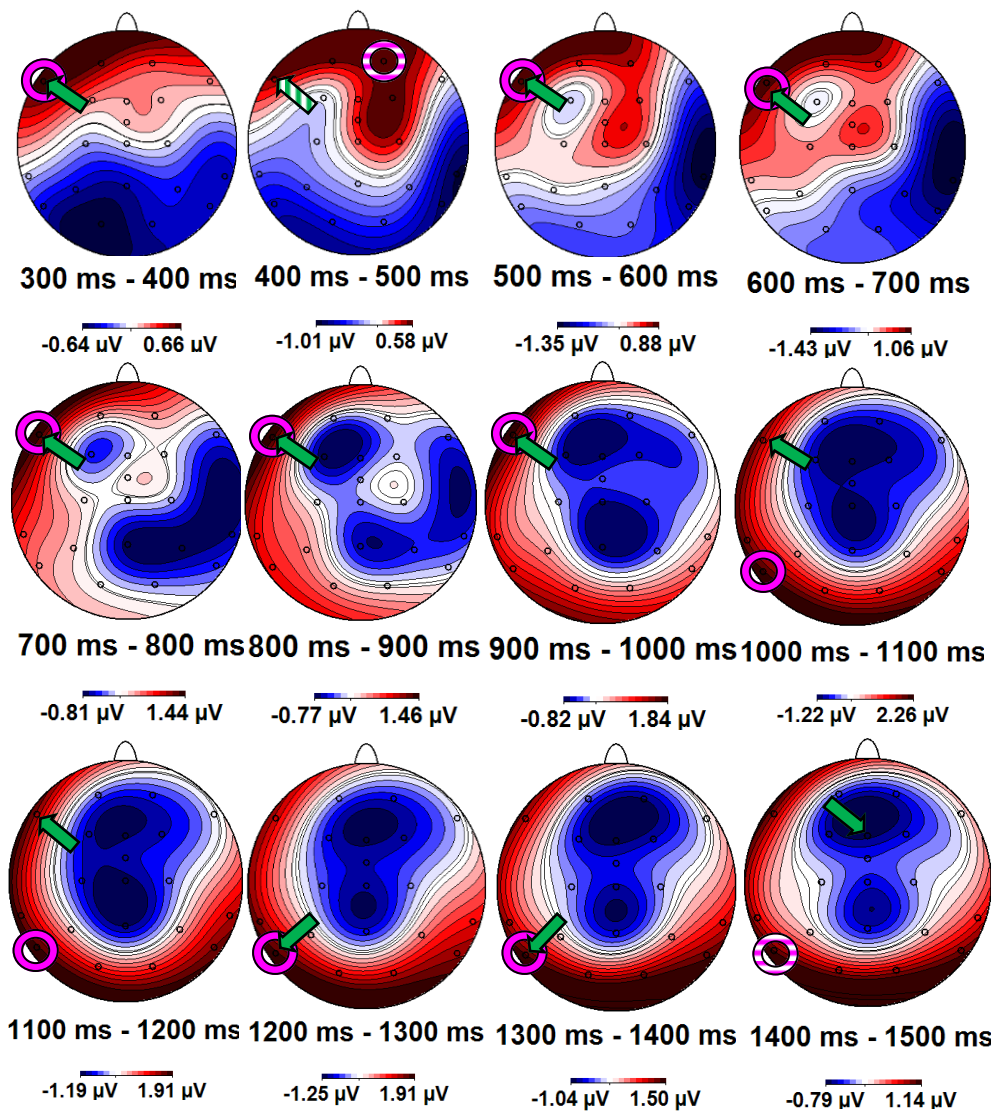 300 ms - 400 ms 400 ms - 500 ms 500 ms - 600 ms 600 ms - 700 ms
-0.64 µV 0.66 µV -1.01 µV 0.58 µV -1.35 µV 0.88 µV -1.43 µV 1.06 µV
700 ms - 800 ms 800 ms - 900 ms 900 ms - 1000 ms 1000 ms - 1100 ms
-0.81 µV 1.44 µV -0.77 µV 1.46 µV -0.82 µV 1.84 µV -1.22 µV 2.26 µV
1100 ms - 1200 ms 1200 ms - 1300 ms 1300 ms - 1400 ms 1400 ms - 1500 ms
-1.19 µV 1.91 µV -1.25 µV 1.91 µV -1.04 µV 1.50 µV -0.79 µV 1.14 µV